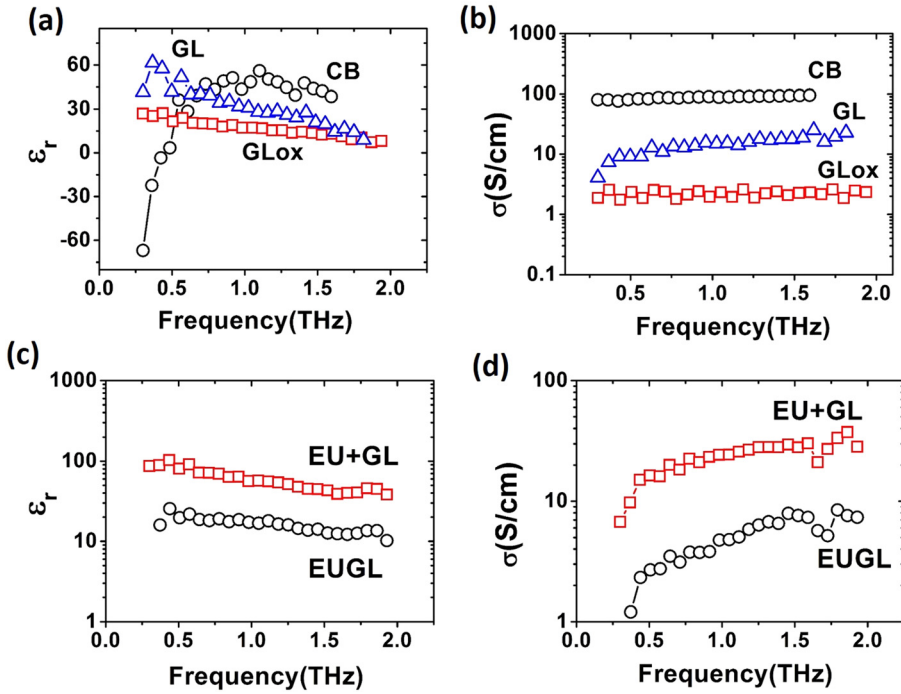 (a)
60
30
0
-30
-60
εr
GL
CB
GLox
0.0 0.5 1.0 1.5 2.0
Frequency(THz)
(b)
1000
100
10
1
0.1
σ(S/cm)
CB
GL
GLox
0.5 1.0 1.5 2.0
Frequency(THz)
(c)
1000
100
10
1
εr
EU+GL
EUGL
0.0 0.5 1.0 1.5 2.0
Frequency(THz)
(d)
100
10
1
σ(S/cm)
EU+GL
EUGL
0.0 0.5 1.0 1.5 2.0
Frequency(THz)